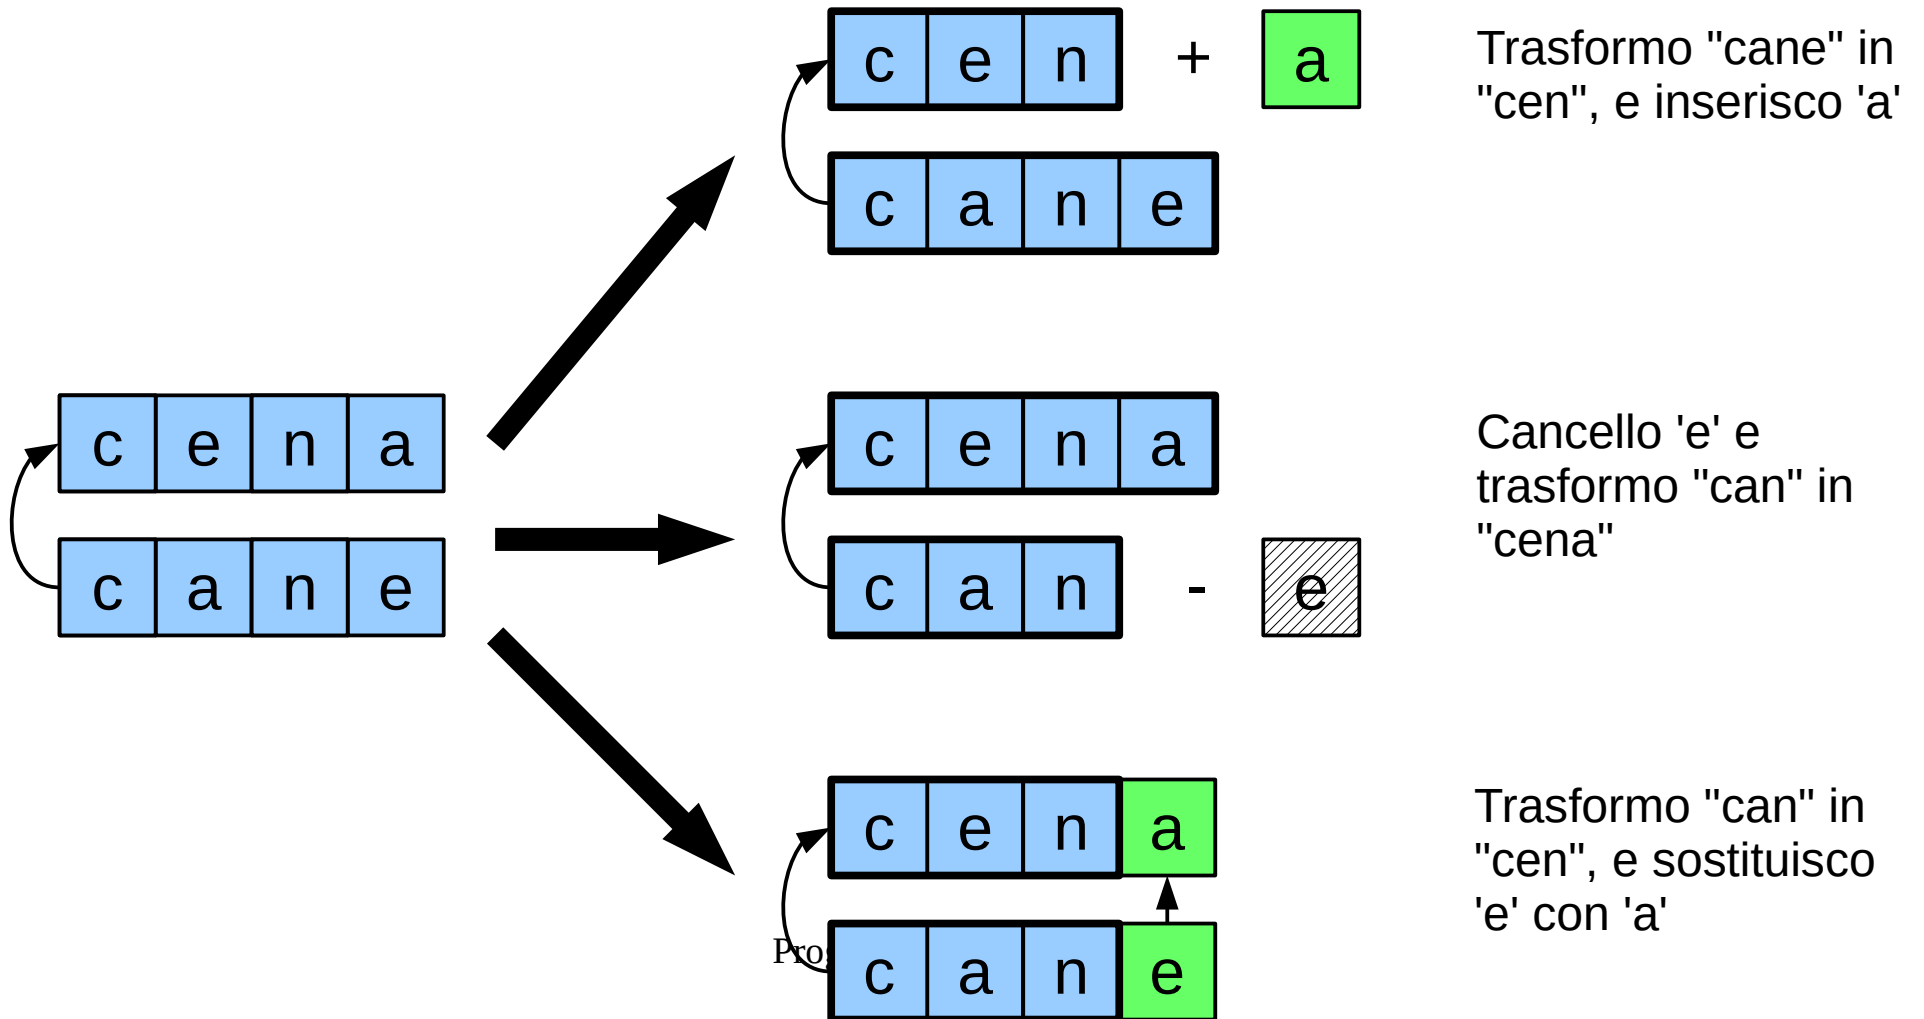 c e n + a
c a n e
Trasformo "cane" in
"cen", e inserisco 'a'
c e n a
c a n e
c e n a
c a n - e
Cancello 'e' e
trasformo "can" in
"cena"
c e n a
c a n e
Trasformo "can" in
"cen", e sostituisco
'e' con 'a'